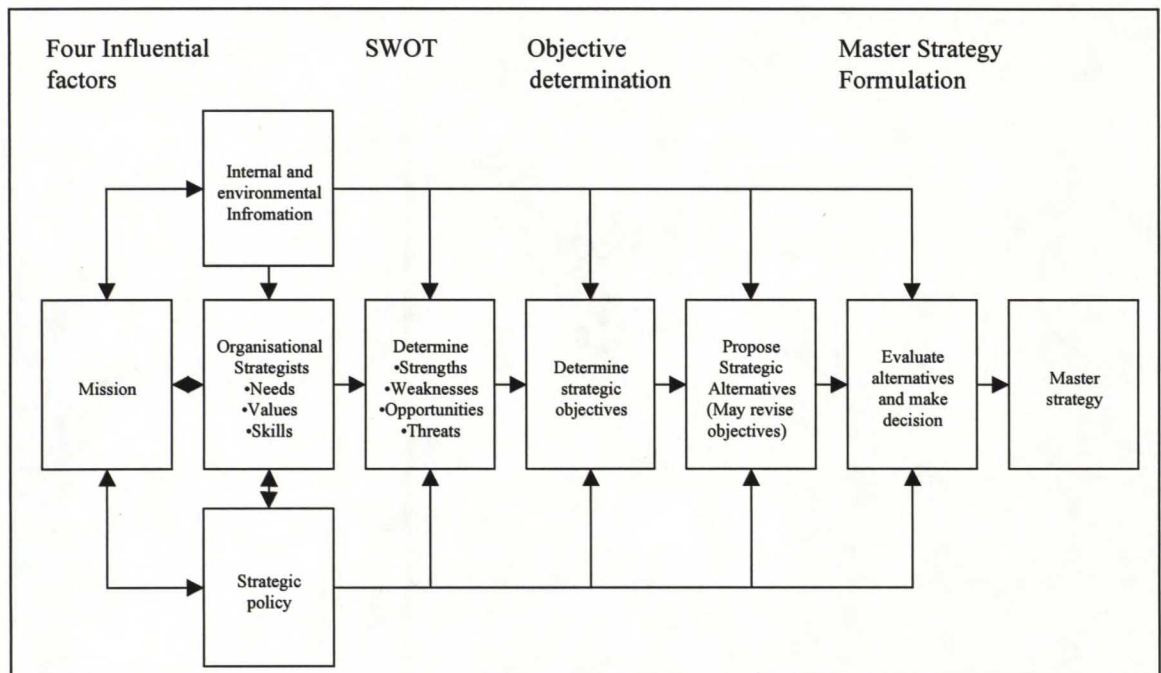 Four Influential
factors
SWOT
Objective
determination
Master Strategy
Formulation
Internal and
environmental
Infromation
Mission
Organisational
Strategists
•Needs
•Values
•Skills
Determine
•Strengths
•Weaknesses
•Opportunities
•Threats
Determine
strategic
objectives
Propose
Strategic
Alternatives
(May revise
objectives)
Evaluate
alternatives
and make
decision
Master
strategy
Strategic
policy